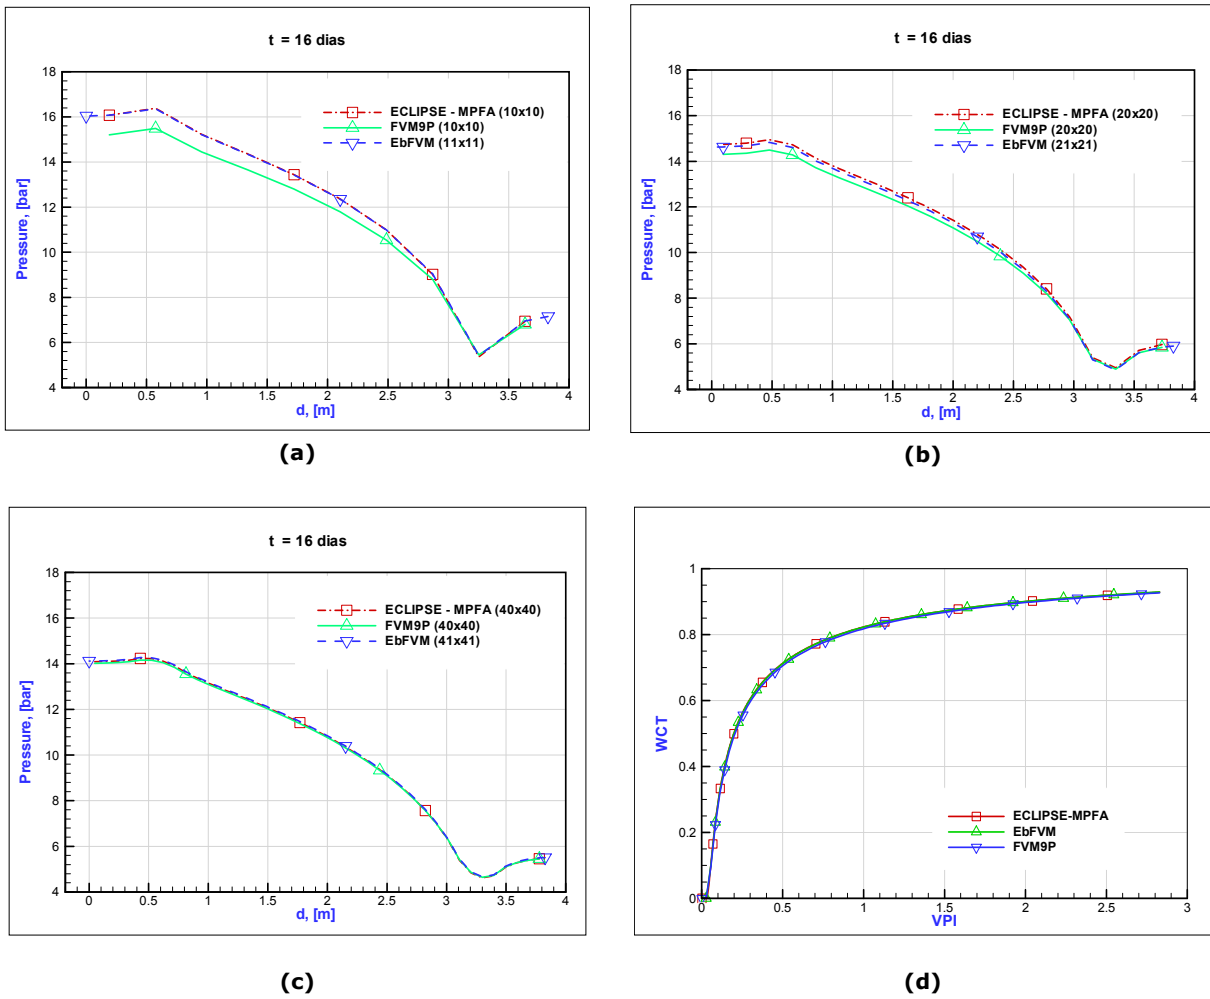 t = 16 dias
18
16
14
12
10
8
6
4
Pressure, [bar]
ECLIPSE - MPFA (10x10)
FVM9P (10x10)
EbFVM (11x11)
0 0.5 1 1.5 2 2.5 3 3.5 4
d, [m]
(a)
t = 16 dias
18
16
14
12
10
8
6
4
Pressure, [bar]
ECLIPSE - MPFA (20x20)
FVM9P (20x20)
EbFVM (21x21)
0 0.5 1 1.5 2 2.5 3 3.5 4
d, [m]
(b)
t = 16 dias
18
16
14
12
10
8
6
4
Pressure, [bar]
ECLIPSE - MPFA (40x40)
FVM9P (40x40)
EbFVM (41x41)
0 0.5 1 1.5 2 2.5 3 3.5 4
d, [m]
(c)
1
0.8
0.6
0.4
0.2
0
WCT
ECLIPSE-MPFA
EbFVM
FVM9P
0 0.5 1 1.5 2 2.5 3
VPI
(d)